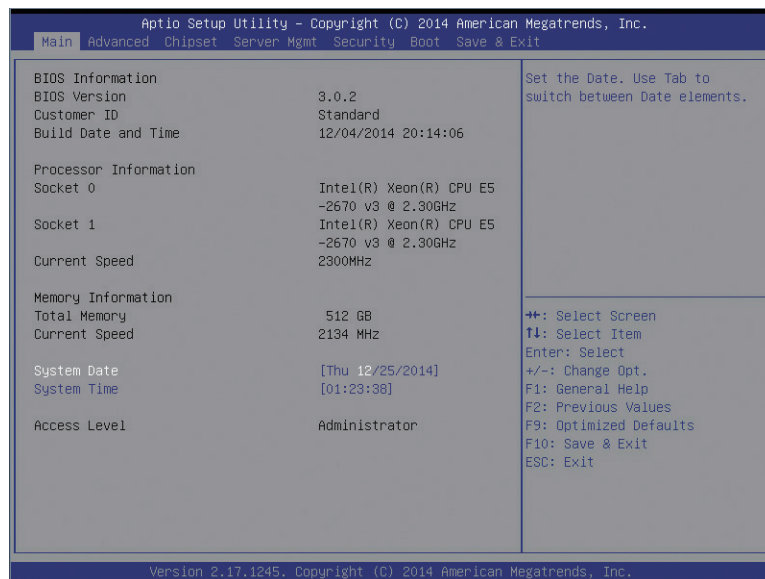 Aptio Setup Utility – Copyright (C) 2014 American Megatrends, Inc.
Main Advanced Chipset Server Mgmt Security Boot Save & Exit
BIOS Information
BIOS Version 3.0.2
Customer ID Standard
Build Date and Time 12/04/2014 20:14:06
Processor Information
Socket 0 Intel(R) Xeon(R) CPU E5
-2670 v3 @ 2.30GHz
Socket 1 Intel(R) Xeon(R) CPU E5
-2670 v3 @ 2.30GHz
Current Speed 2300MHz
Memory Information
Total Memory 512 GB
Current Speed 2134 MHz
System Date [Thu 12/25/2014]
System Time [01:23:38]
Access Level Administrator
Set the Date. Use Tab to
switch between Date elements.
→←: Select Screen
↑↓: Select Item
Enter: Select
+/-: Change Opt.
F1: General Help
F2: Previous Values
F9: Optimized Defaults
F10: Save & Exit
ESC: Exit
Version 2.17.1245. Copyright (C) 2014 American Megatrends, Inc.